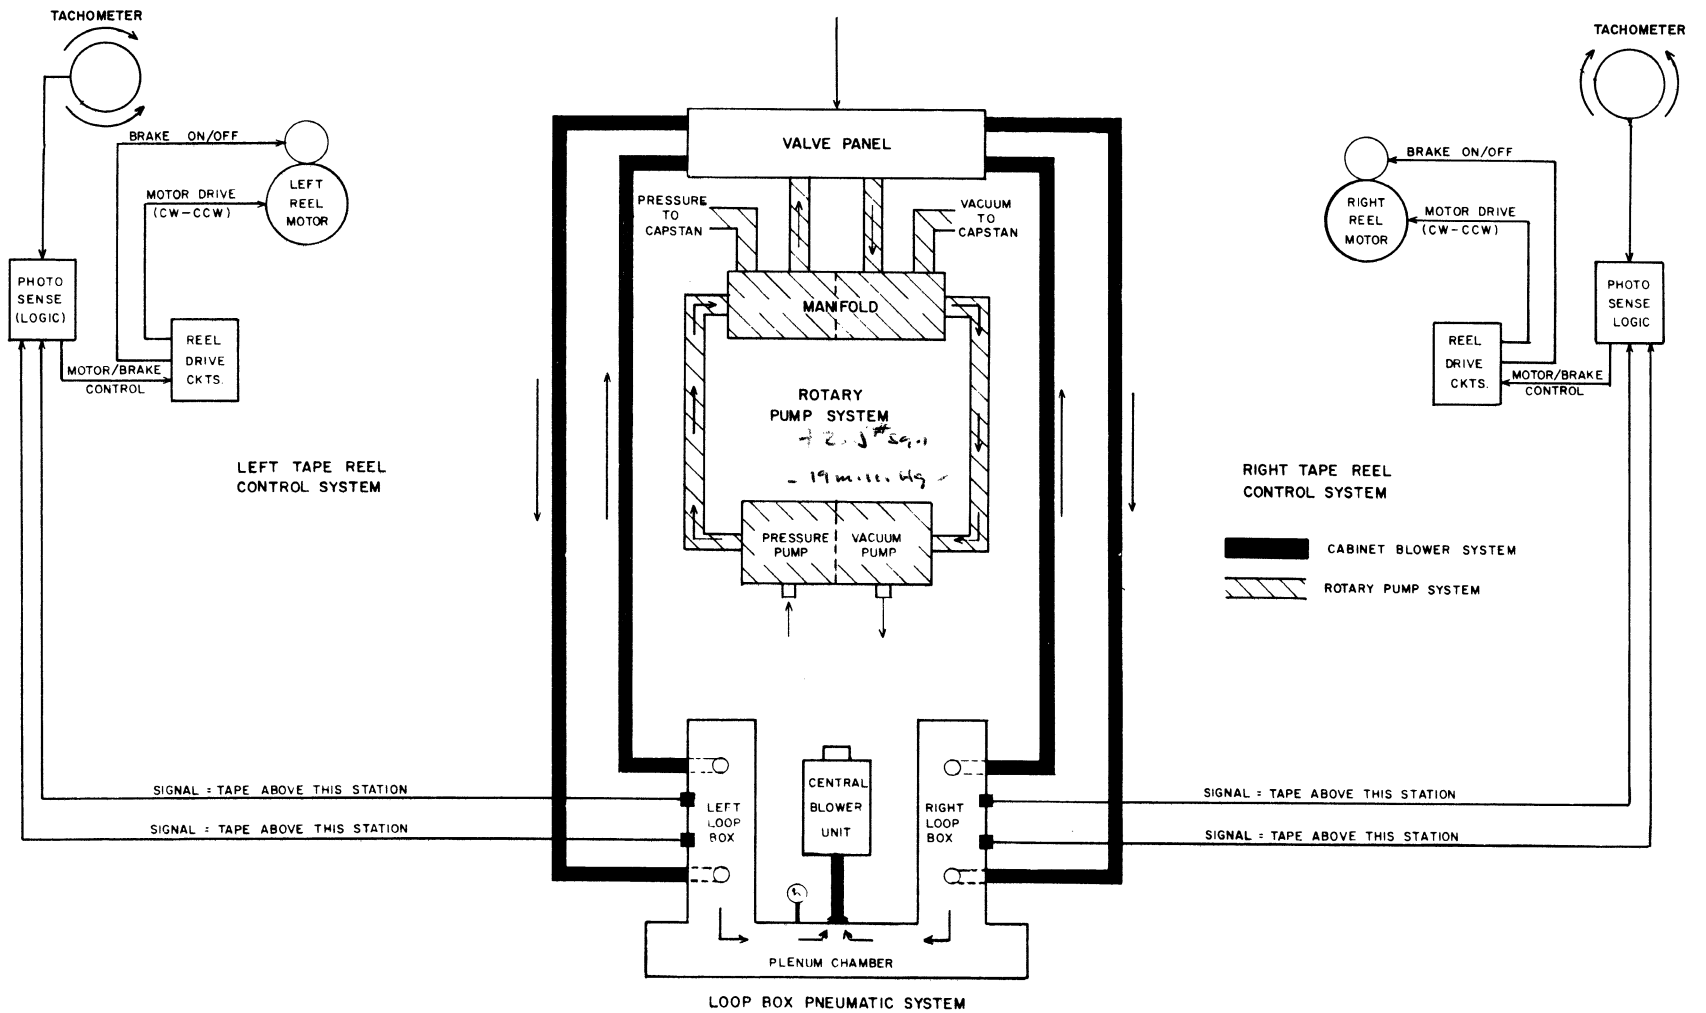 TACHOMETER
TACHOMETER
BRAKE ON/OFF
LEFT
REEL
MOTOR
MOTOR DRIVE
(CW-CCW)
VALVE PANEL
BRAKE ON/OFF
RIGHT
REEL
MOTOR
MOTOR DRIVE
(CW-CCW)
PRESSURE
TO
CAPSTAN
VACUUM
TO
CAPSTAN
PHOTO
SENSE
(LOGIC)
MANIFOLD
PHOTO
SENSE
LOGIC
REEL
DRIVE
CKTS.
MOTOR/BRAKE
CONTROL
REEL
DRIVE
CKTS.
MOTOR/BRAKE
CONTROL
ROTARY
PUMP SYSTEM
LEFT TAPE REEL
CONTROL SYSTEM
RIGHT TAPE REEL
CONTROL SYSTEM
PRESSURE
PUMP
VACUUM
PUMP
CABINET BLOWER SYSTEM
ROTARY PUMP SYSTEM
SIGNAL = TAPE ABOVE THIS STATION
SIGNAL = TAPE ABOVE THIS STATION
LEFT
LOOP
BOX
CENTRAL
BLOWER
UNIT
RIGHT
LOOP
BOX
SIGNAL = TAPE ABOVE THIS STATION
SIGNAL = TAPE ABOVE THIS STATION
PLENUM CHAMBER
LOOP BOX PNEUMATIC SYSTEM